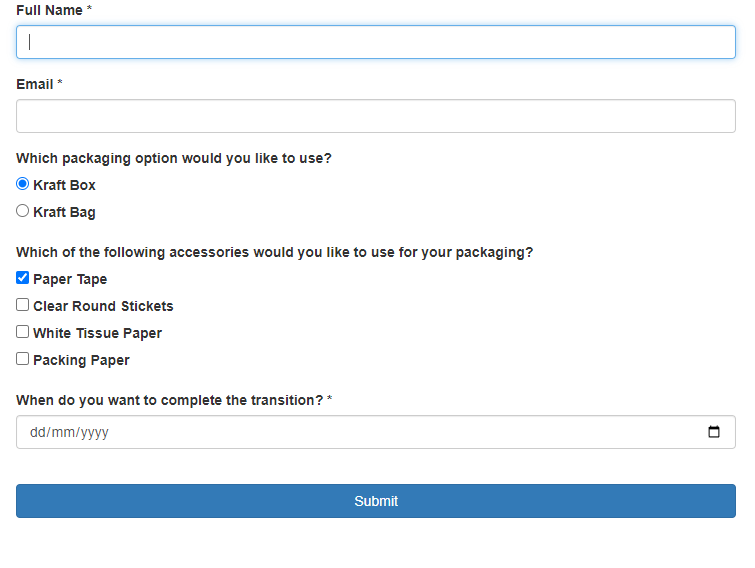 Full Name *
Email *
Which packaging option would you like to use?
Kraft Box
Kraft Bag
Which of the following accessories would you like to use for your packaging?
Paper Tape
Clear Round Stickets
White Tissue Paper
Packing Paper
When do you want to complete the transition? *
dd/mm/yyyy
Submit